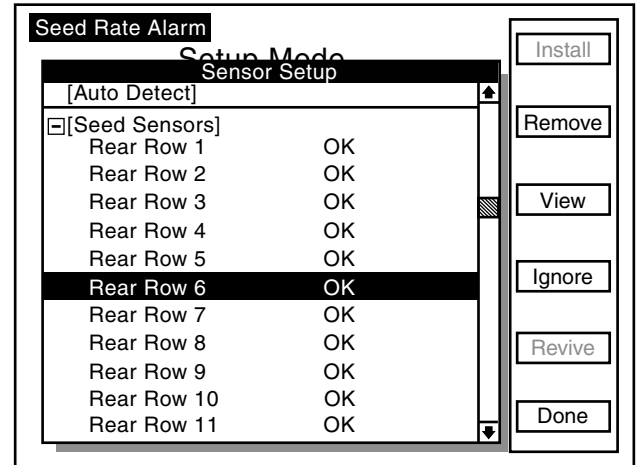 Seed Rate Alarm
Setup Mode
Sensor Setup
[Auto Detect]
[Seed Sensors]
Rear Row 1 OK
Rear Row 2 OK
Rear Row 3 OK
Rear Row 4 OK
Rear Row 5 OK
Rear Row 6 OK
Rear Row 7 OK
Rear Row 8 OK
Rear Row 9 OK
Rear Row 10 OK
Rear Row 11 OK
Install
Remove
View
Ignore
Revive
Done